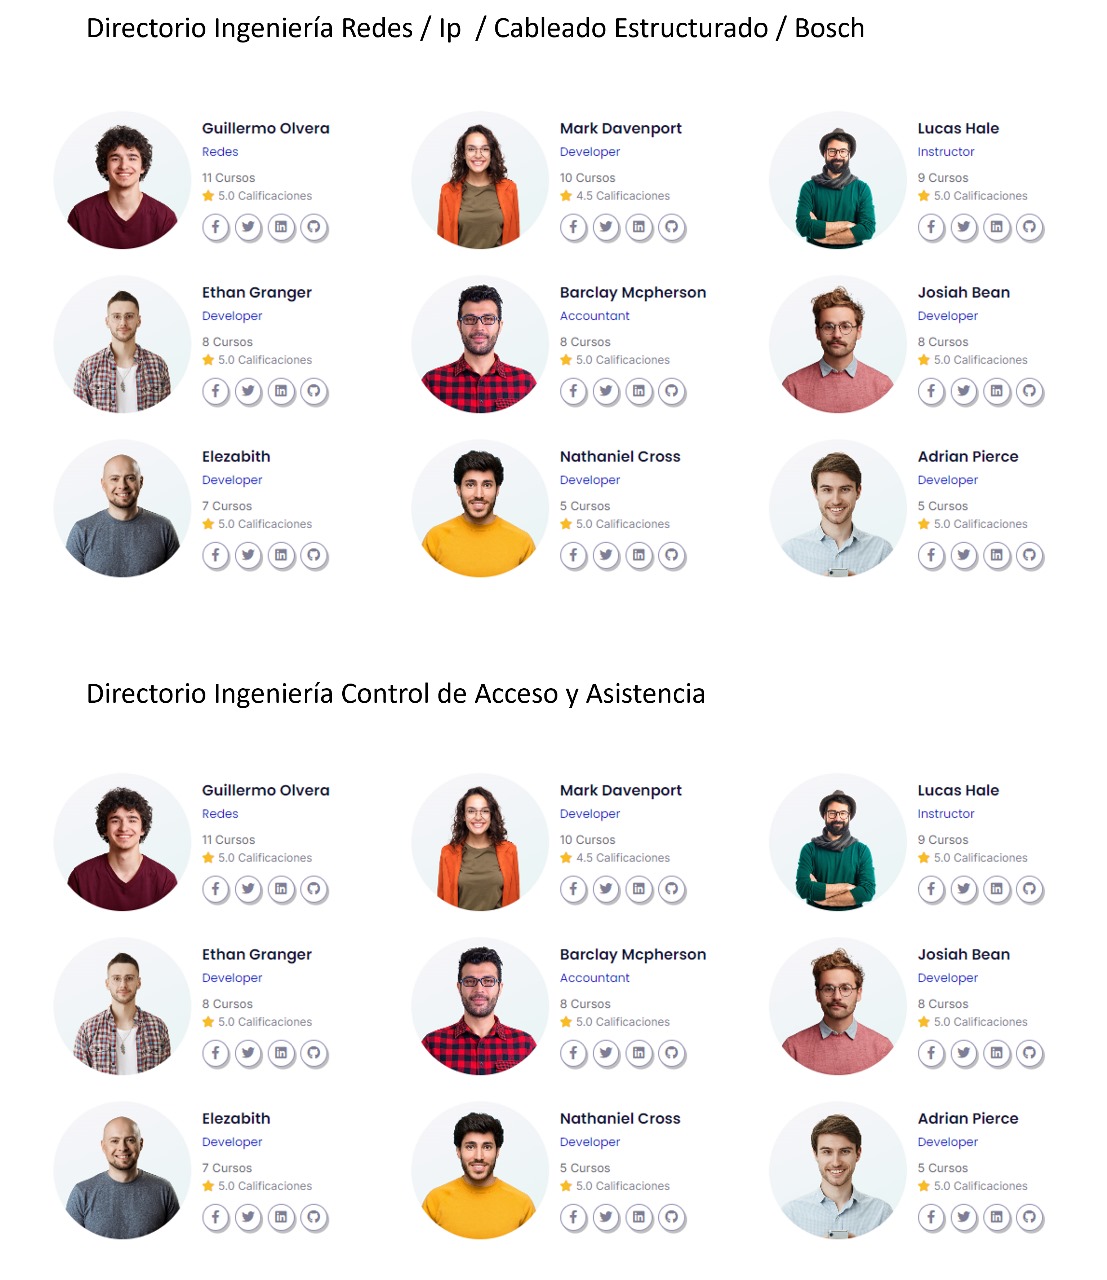 Directorio Ingeniería Redes / Ip / Cableado Estructurado / Bosch
Guillermo Olvera
Redes
11 Cursos
5.0 Calificaciones
Mark Davenport
Developer
10 Cursos
4.5 Calificaciones
Lucas Hale
Instructor
9 Cursos
5.0 Calificaciones
Ethan Granger
Developer
8 Cursos
5.0 Calificaciones
Barclay Mcpherson
Accountant
8 Cursos
5.0 Calificaciones
Josiah Bean
Developer
8 Cursos
5.0 Calificaciones
Elezabith
Developer
7 Cursos
5.0 Calificaciones
Nathaniel Cross
Developer
5 Cursos
5.0 Calificaciones
Adrian Pierce
Developer
5 Cursos
5.0 Calificaciones
Directorio Ingeniería Control de Acceso y Asistencia
Guillermo Olvera
Redes
11 Cursos
5.0 Calificaciones
Mark Davenport
Developer
10 Cursos
4.5 Calificaciones
Lucas Hale
Instructor
9 Cursos
5.0 Calificaciones
Ethan Granger
Developer
8 Cursos
5.0 Calificaciones
Barclay Mcpherson
Accountant
8 Cursos
5.0 Calificaciones
Josiah Bean
Developer
8 Cursos
5.0 Calificaciones
Elezabith
Developer
7 Cursos
5.0 Calificaciones
Nathaniel Cross
Developer
5 Cursos
5.0 Calificaciones
Adrian Pierce
Developer
5 Cursos
5.0 Calificaciones